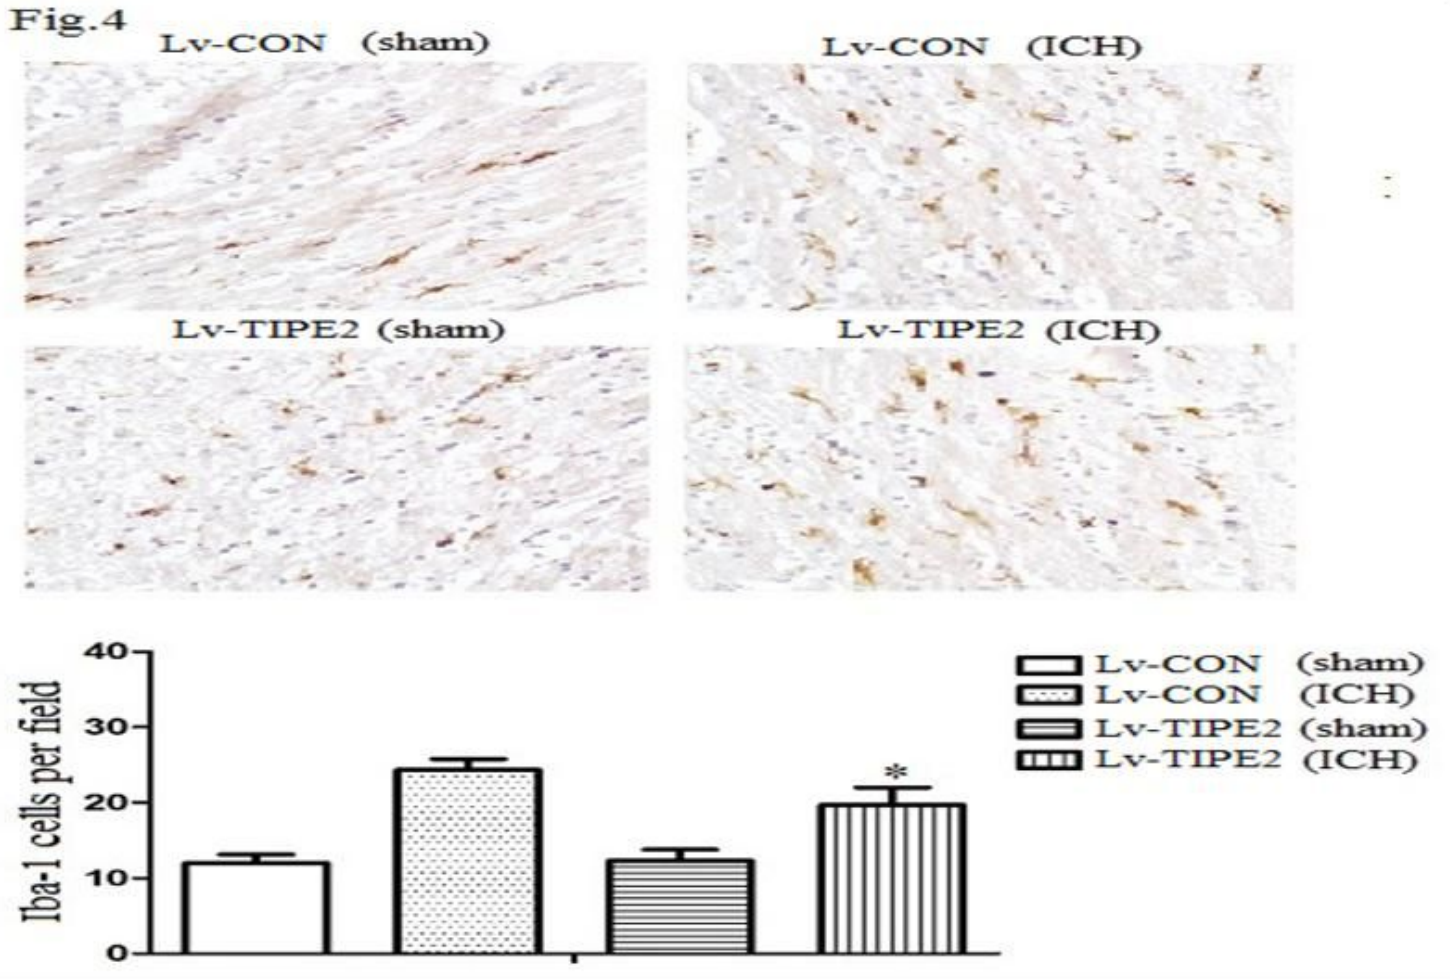 Fig.4
Lv-CON (sham)
Lv-CON (ICH)
Lv-TIPE2 (sham)
Lv-TIPE2 (ICH)
40
30
20
10
0
Iba-1 cells per field
*
Lv-CON (sham)
Lv-CON (ICH)
Lv-TIPE2 (sham)
Lv-TIPE2 (ICH)